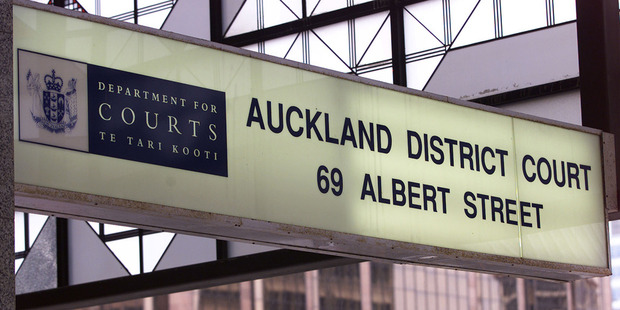 DEPARTMENT FOR
COURTS
TE TARI KOOTI
AUCKLAND DISTRICT COURT
69 ALBERT STREET